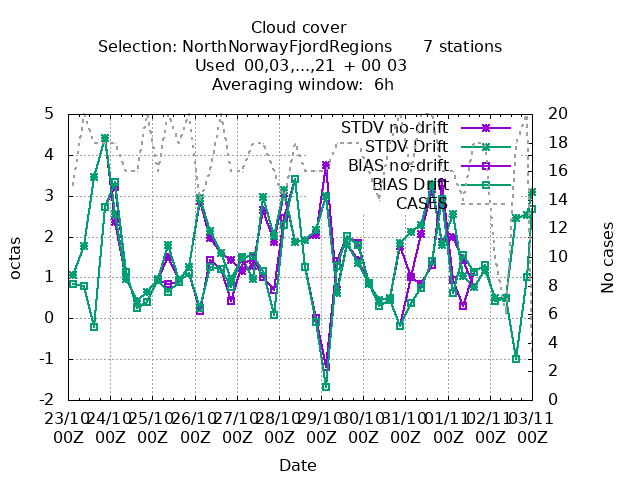 Cloud cover
Selection: NorthNorwayFjordRegions 7 stations
Used 00,03,...,21 + 00 03
Averaging window: 6h
5
4
3
2
1
0
-1
-2
octas
20
18
16
14
12
10
8
6
4
2
0
No cases
STDV no-drift
STDV Drift
BIAS no-drift
BIAS Drift
CASES
23/10 24/10 25/10 26/10 27/10 28/10 29/10 30/10 31/10 01/11 02/11 03/11
00Z 00Z 00Z 00Z 00Z 00Z 00Z 00Z 00Z 00Z 00Z 00Z
Date